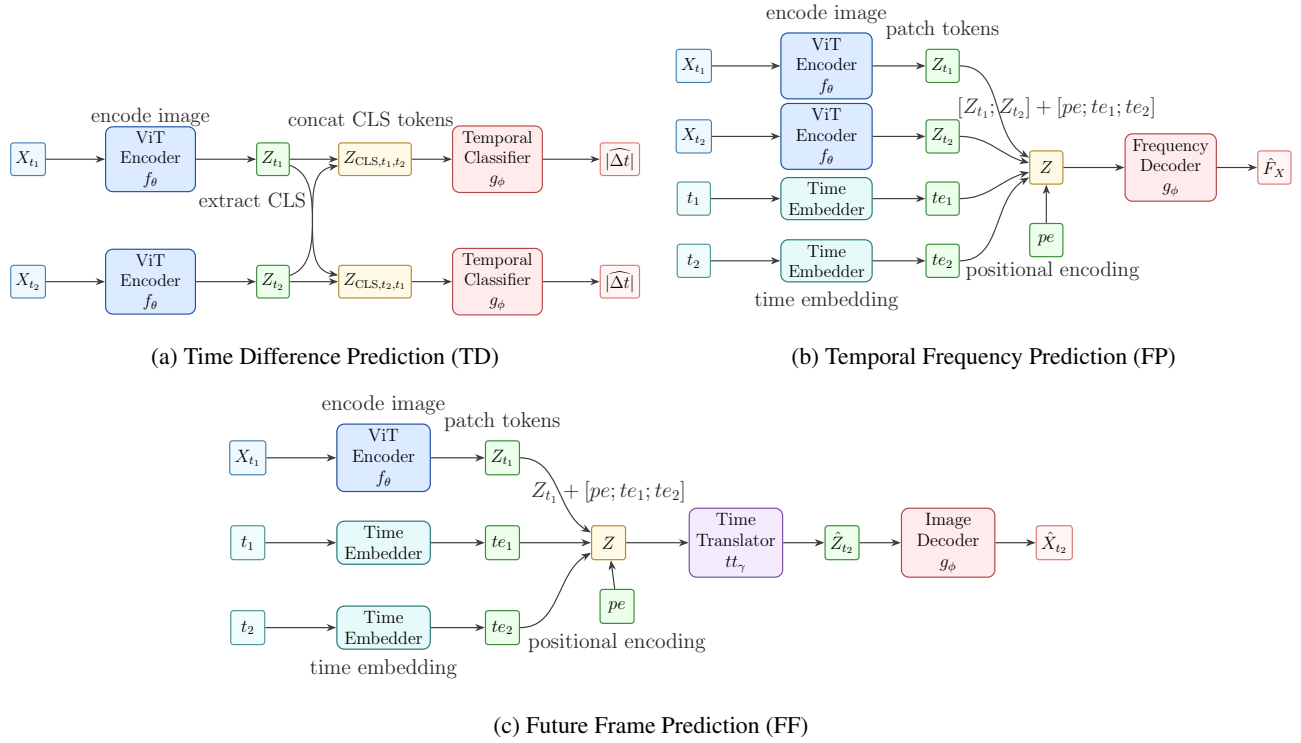 encode image
concat CLS tokens
X_{t_1}
ViT
Encoder
f_θ
Z_{t_1}
Z_{CLS,t_1,t_2}
Temporal
Classifier
g_ϕ
|\widehat{Δt}|
extract CLS
X_{t_2}
ViT
Encoder
f_θ
Z_{t_2}
Z_{CLS,t_2,t_1}
Temporal
Classifier
g_ϕ
|\widehat{Δt}|
(a) Time Difference Prediction (TD)
encode image
patch tokens
X_{t_1}
ViT
Encoder
f_θ
Z_{t_1}
[Z_{t_1}; Z_{t_2}] + [pe; te_1; te_2]
X_{t_2}
ViT
Encoder
f_θ
Z_{t_2}
Z
Frequency
Decoder
g_ϕ
\hat{F}_X
t_1
Time
Embedder
te_1
t_2
Time
Embedder
te_2
pe
positional encoding
time embedding
(b) Temporal Frequency Prediction (FP)
encode image
patch tokens
X_{t_1}
ViT
Encoder
f_θ
Z_{t_1}
Z_{t_1} + [pe; te_1; te_2]
t_1
Time
Embedder
te_1
Z
Time
Translator
tt_γ
\hat{Z}_{t_2}
Image
Decoder
g_ϕ
\hat{X}_{t_2}
t_2
Time
Embedder
te_2
pe
positional encoding
time embedding
(c) Future Frame Prediction (FF)